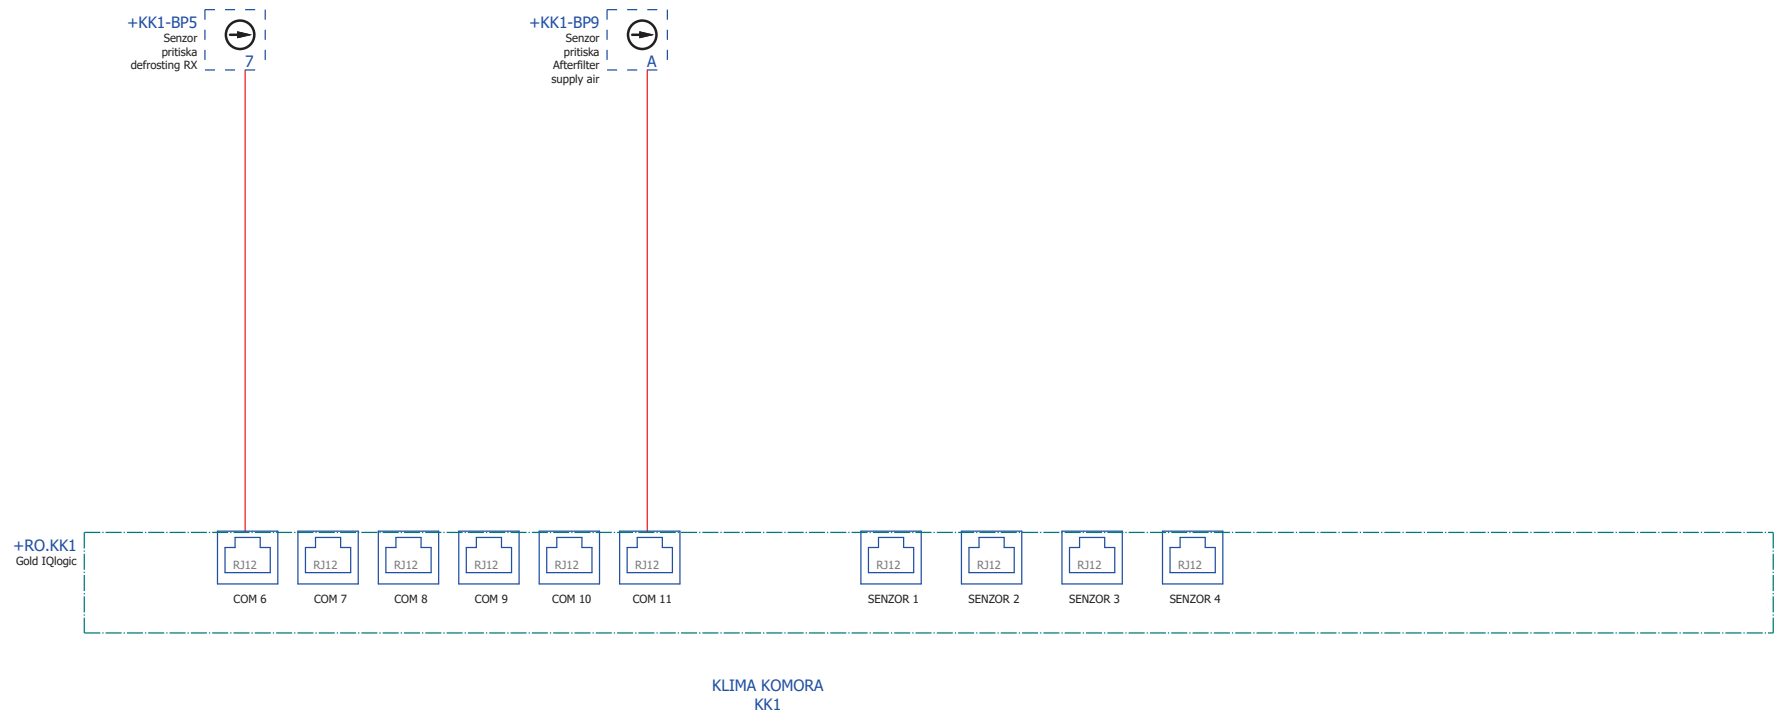 +KK1-BP5
Senzor
pritiska
defrosting RX
7
+KK1-BP9
Senzor
pritiska
Afterfilter
supply air
A
+RO.KK1
Gold IQlogic
RJ12
RJ12
RJ12
RJ12
RJ12
RJ12
RJ12
RJ12
RJ12
RJ12
COM 6
COM 7
COM 8
COM 9
COM 10
COM 11
SENZOR 1
SENZOR 2
SENZOR 3
SENZOR 4
KLIMA KOMORA
KK1